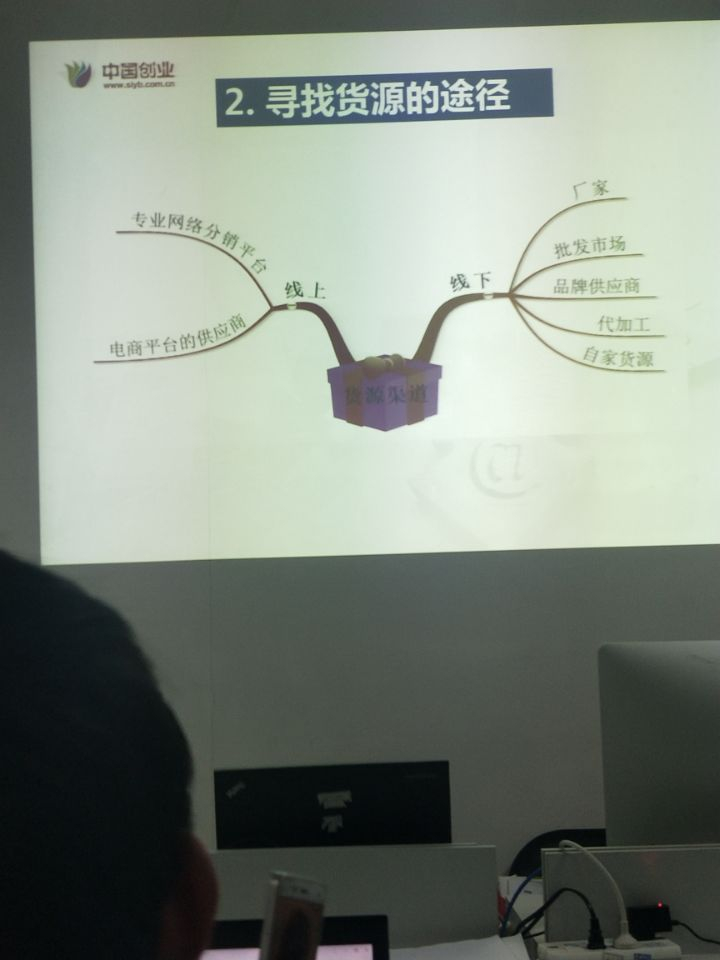 中国创业
www.siyb.com.cn
2. 寻找货源的途径
专业网络分销平台
线上
电商平台的供应商
货源渠道
线下
厂家
批发市场
品牌供应商
代加工
自家货源
@